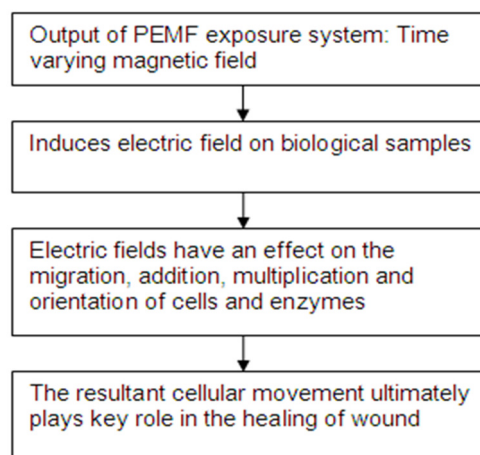 Output of PEMF exposure system: Time
varying magnetic field
Induces electric field on biological samples
Electric fields have an effect on the
migration, addition, multiplication and
orientation of cells and enzymes
The resultant cellular movement ultimately
plays key role in the healing of wound